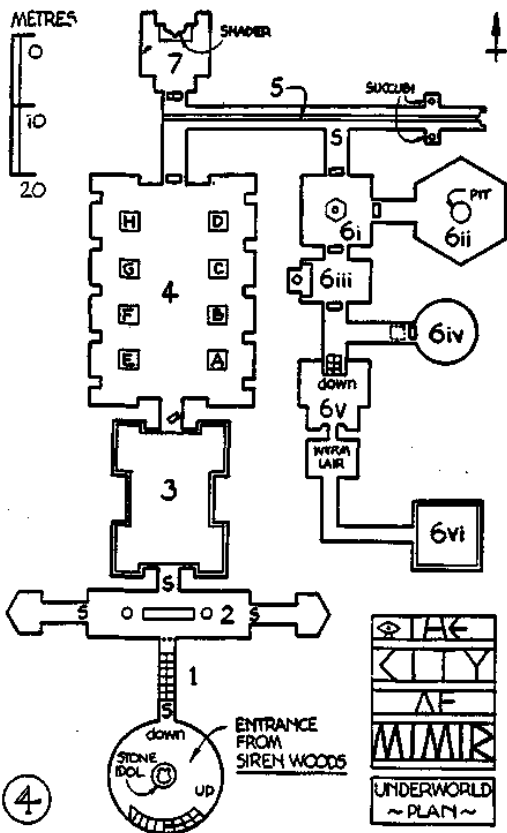 METRES
0
10
20
SHADER
7
5
SUCCUBI
S
H
D
G
C
4
F
B
E
A
6i
PIT
6ii
6iii
6iv
down
6v
WYRM
LAIR
6vi
3
S
S
2
S
1
S
down
STONE
IDOL
UP
ENTRANCE
FROM
SIREN WOODS
THE
CITY
OF
MIMIR
UNDERWORLD
~PLAN~
4